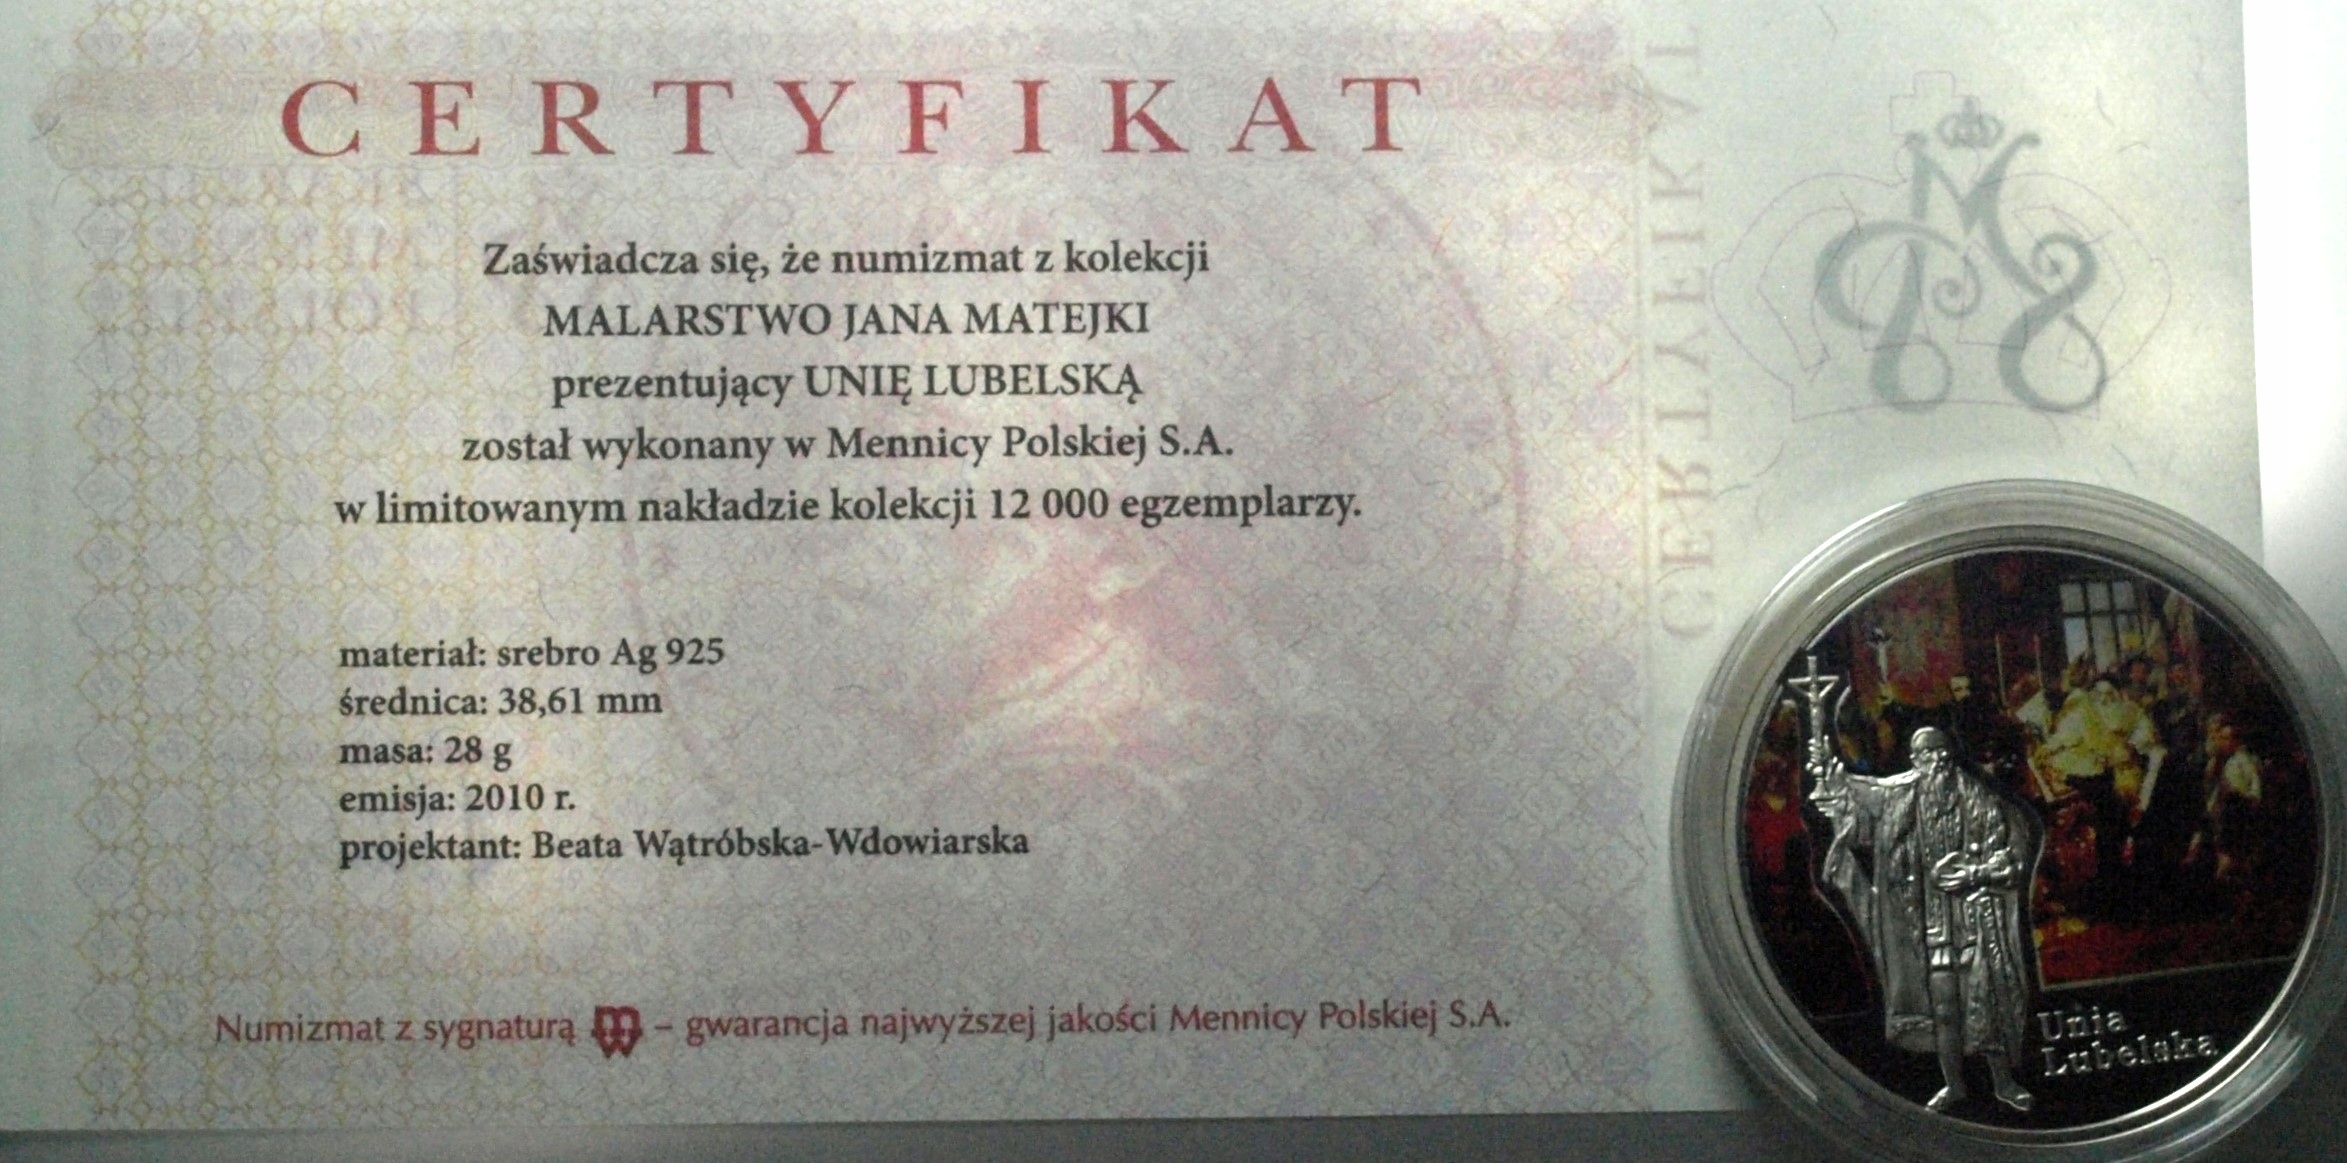 CERTYFIKAT
Zaświadcza się, że numizmat z kolekcji
MALARSTWO JANA MATEJKI
prezentujący UNIĘ LUBELSKĄ
został wykonany w Mennicy Polskiej S.A.
w limitowanym nakładzie kolekcji 12 000 egzemplarzy.
materiał: srebro Ag 925
średnica: 38,61 mm
masa: 28 g
emisja: 2010 r.
projektant: Beata Wątróbska-Wdowiarska
Numizmat z sygnaturą – gwarancja najwyższej jakości Mennicy Polskiej S.A.
CERTYFIKAT
Unia
Lubelska